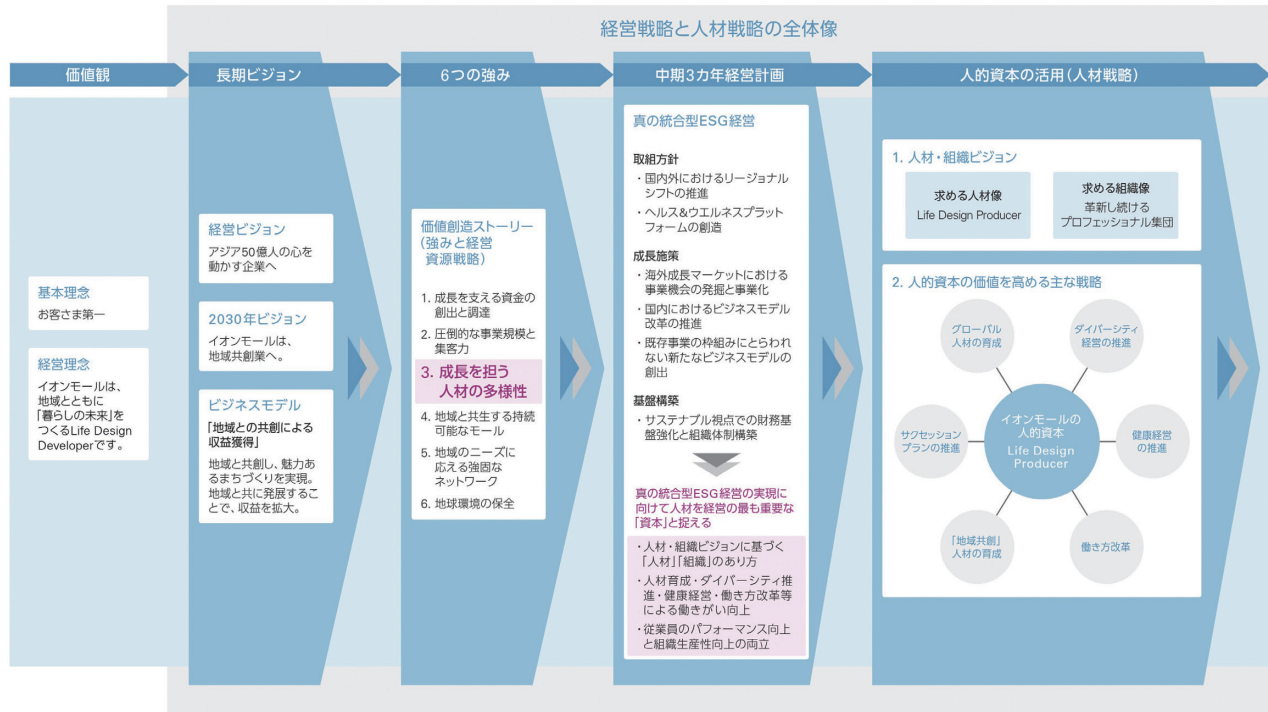 経営戦略と人材戦略の全体像
価値観
長期ビジョン
6つの強み
中期3カ年経営計画
人的資本の活用(人材戦略)
基本理念
お客さま第一
経営理念
イオンモールは、
地域とともに
「暮らしの未来」を
つくるLife Design
Developerです。
経営ビジョン
アジア50億人の心を
動かす企業へ
2030年ビジョン
イオンモールは、
地域共創業へ。
ビジネスモデル
「地域との共創による
収益獲得」
地域と共創し、魅力あ
るまちづくりを実現。
地域と共に発展するこ
とで、収益を拡大。
価値創造ストーリー
(強みと経営
資源戦略)
1. 成長を支える資金の
創出と調達
2. 圧倒的な事業規模と
集客力
3. 成長を担う
人材の多様性
4. 地域と共生する持続
可能なモール
5. 地域のニーズに
応える強固な
ネットワーク
6. 地球環境の保全
真の統合型ESG経営
取組方針
・国内外におけるリージョナル
シフトの推進
・ヘルス&ウエルネスプラット
フォームの創造
成長施策
・海外成長マーケットにおける
事業機会の発掘と事業化
・国内におけるビジネスモデル
改革の推進
・既存事業の枠組みにとらわれ
ない新たなビジネスモデルの
創出
基盤構築
・サステナブル視点での財務基
盤強化と組織体制構築
真の統合型ESG経営の実現に
向けて人材を経営の最も重要な
「資本」と捉える
・人材・組織ビジョンに基づく
「人材」「組織」のあり方
・人材育成・ダイバーシティ推
進・健康経営・働き方改革等
による働きがい向上
・従業員のパフォーマンス向上
と組織生産性向上の両立
1. 人材・組織ビジョン
求める人材像
Life Design Producer
求める組織像
革新し続ける
プロフェッショナル集団
2. 人的資本の価値を高める主な戦略
グローバル
人材の育成
ダイバーシティ
経営の推進
サクセッション
プランの推進
イオンモールの
人的資本
Life Design
Producer
健康経営
の推進
「地域共創」
人材の育成
働き方改革